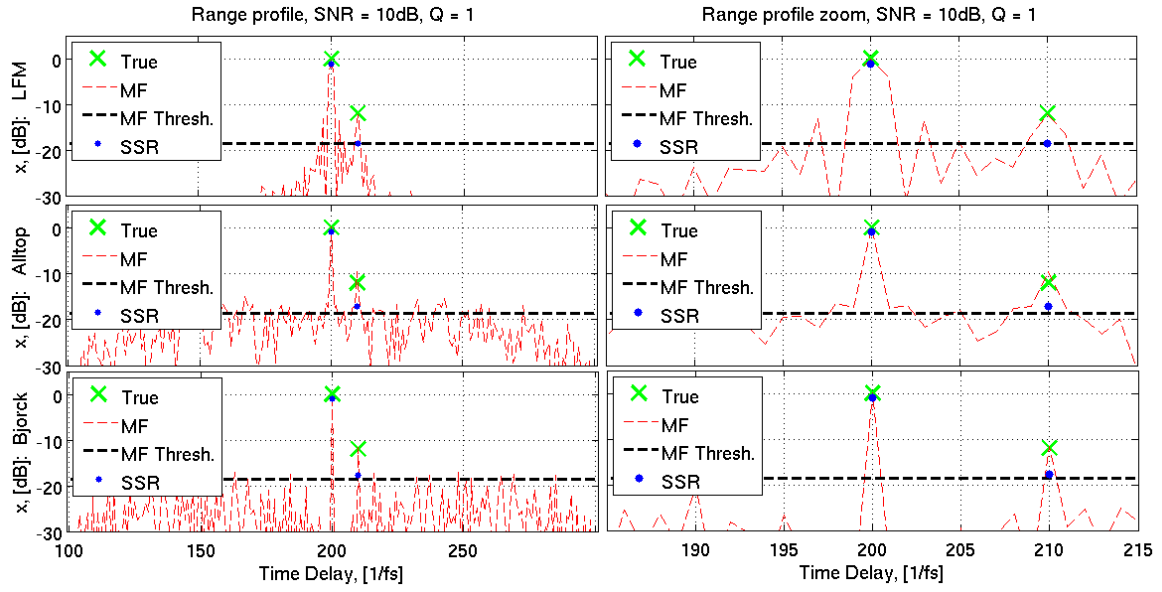 Range profile, SNR = 10dB, Q = 1
Range profile zoom, SNR = 10dB, Q = 1
x, [dB]: LFM
0
-10
-20
-30
True
MF
MF Thresh.
SSR
True
MF
MF Thresh.
SSR
x, [dB]: Alltop
0
-10
-20
-30
True
MF
MF Thresh.
SSR
True
MF
MF Thresh.
SSR
x, [dB]: Bjorck
0
-10
-20
-30
True
MF
MF Thresh.
SSR
True
MF
MF Thresh.
SSR
100 150 200 250
190 195 200 205 210 215
Time Delay, [1/fs]
Time Delay, [1/fs]